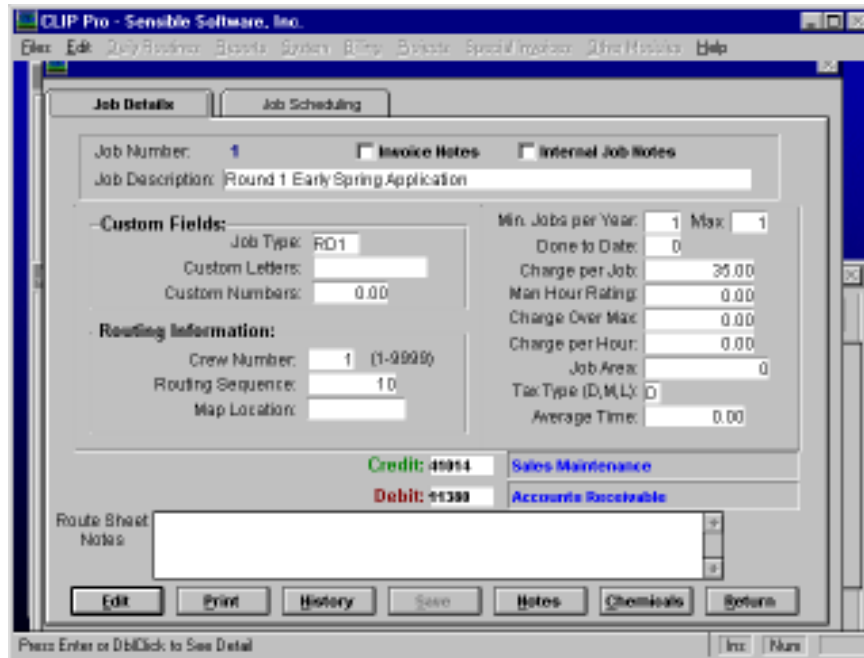 CLIP Pro - Sensible Software, Inc.
Files Edit Daily Routines Reports System Billing Projects Special Invoices Other Modules Help
Job Details Job Scheduling
Job Number: 1 Invoice Notes Internal Job Notes
Job Description: Round 1 Early Spring Application
Custom Fields:
Job Type: RD1
Custom Letters:
Custom Numbers: 0.00
Routing Information:
Crew Number: 1 (1-9999)
Routing Sequence: 10
Map Location:
Min. Jobs per Year: 1 Max: 1
Done to Date: 0
Charge per Job: 35.00
Man Hour Rating: 0.00
Charge Over Max: 0.00
Charge per Hour: 0.00
Job Area: 0
Tax Type (D,M,L): D
Average Time: 0.00
Credit: Sales Maintenance
Debit: Accounts Receivable
Route Sheet
Notes
Edit Print History Save Notes Chemicals Return
Press Enter or DblClick to See Detail Ins Num